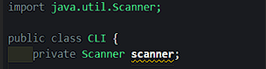 import java.util.Scanner;
public class CLI {
private Scanner scanner;